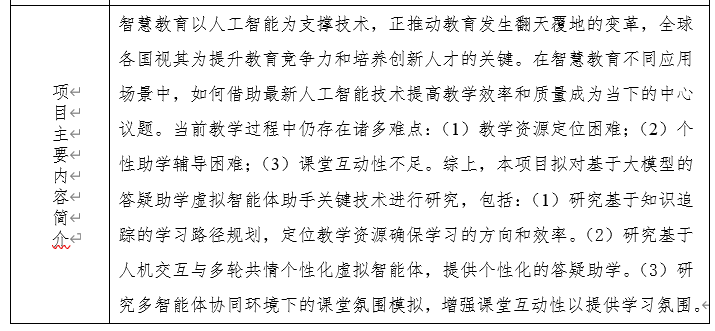 项目主要内容简介
智慧教育以人工智能为支撑技术，正推动教育发生翻天覆地的变革，全球
各国视其为提升教育竞争力和培养创新人才的关键。在智慧教育不同应用
场景中，如何借助最新人工智能技术提高教学效率和质量成为当下的中心
议题。当前教学过程中仍存在诸多难点：（1）教学资源定位困难；（2）个
性助学辅导困难；（3）课堂互动性不足。综上，本项目拟对基于大模型的
答疑助学虚拟智能体助手关键技术进行研究，包括：（1）研究基于知识追
踪的学习路径规划，定位教学资源确保学习的方向和效率。（2）研究基于
人机交互与多轮共情个性化虚拟智能体，提供个性化的答疑助学。（3）研
究多智能体协同环境下的课堂氛围模拟，增强课堂互动性以提供学习氛围。